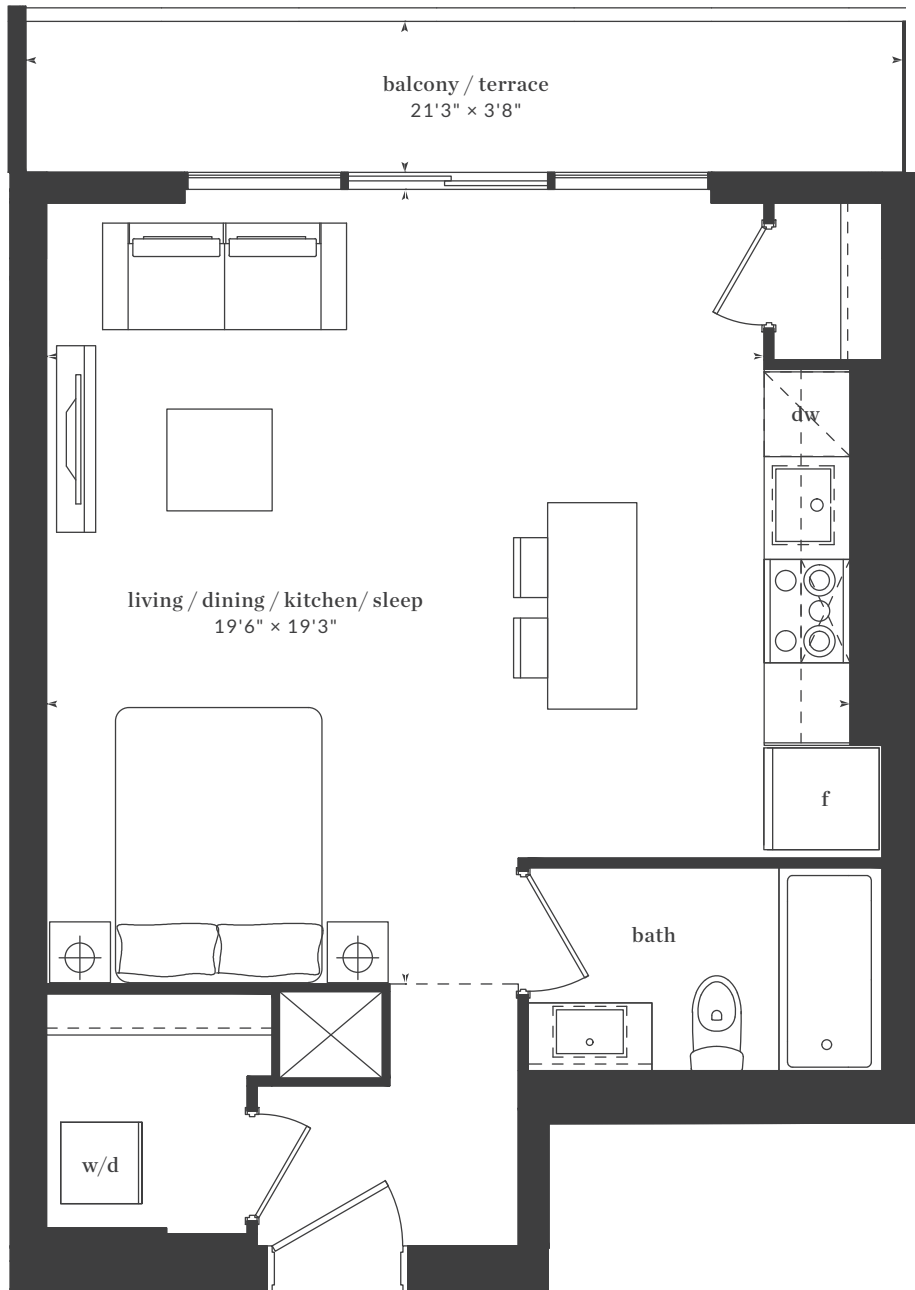 balcony / terrace
21'3" × 3'8"
dw
living / dining / kitchen/ sleep
19'6" × 19'3"
f
bath
w/d